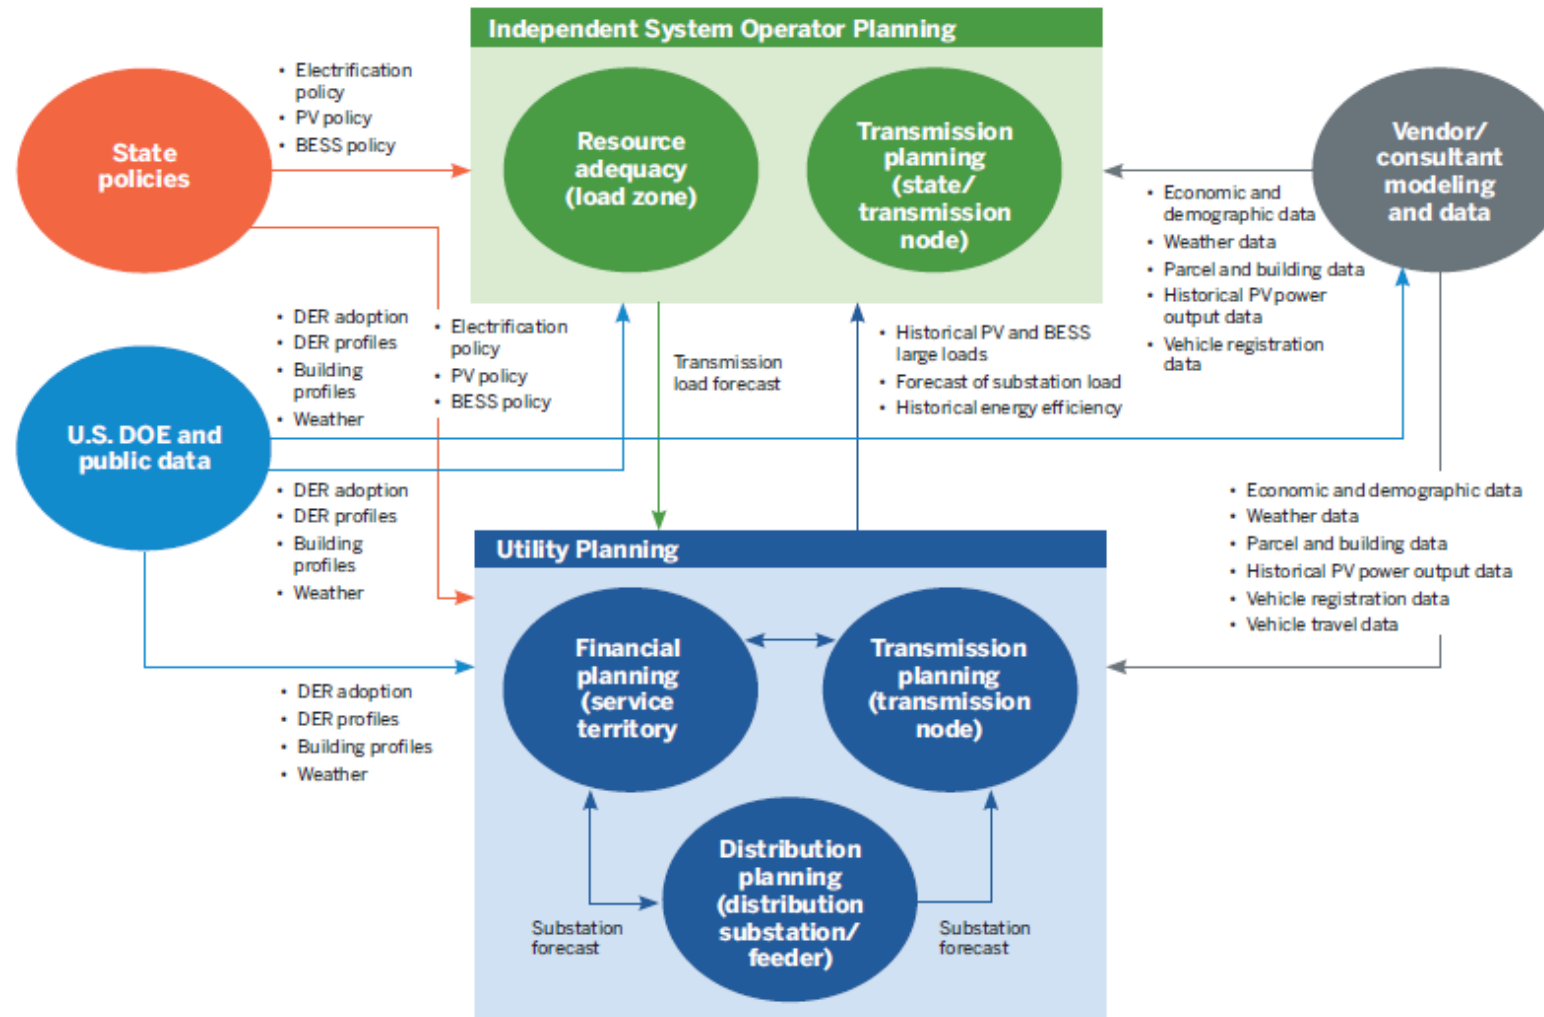 Independent System Operator Planning
State
policies
• Electrification
policy
• PV policy
• BESS policy
Resource
adequacy
(load zone)
Transmission
planning
(state/
transmission
node)
Vendor/
consultant
modeling
and data
• Economic and
demographic data
• Weather data
• Parcel and building data
• Historical PV power
output data
• Vehicle registration
data
• DER adoption
• DER profiles
• Building
profiles
• Weather
• Electrification
policy
• PV policy
• BESS policy
Transmission
load forecast
• Historical PV and BESS
large loads
• Forecast of substation load
• Historical energy efficiency
U.S. DOE and
public data
• DER adoption
• DER profiles
• Building
profiles
• Weather
• Economic and demographic data
• Weather data
• Parcel and building data
• Historical PV power output data
• Vehicle registration data
• Vehicle travel data
Utility Planning
Financial
planning
(service
territory
Transmission
planning
(transmission
node)
• DER adoption
• DER profiles
• Building profiles
• Weather
Distribution
planning
(distribution
substation/
feeder)
Substation
forecast
Substation
forecast